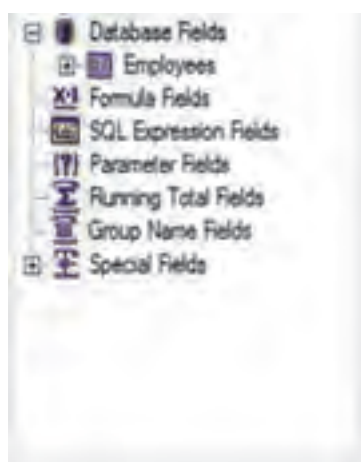 Database Fields
Employees
Formula Fields
SQL Expression Fields
Parameter Fields
Running Total Fields
Group Name Fields
Special Fields